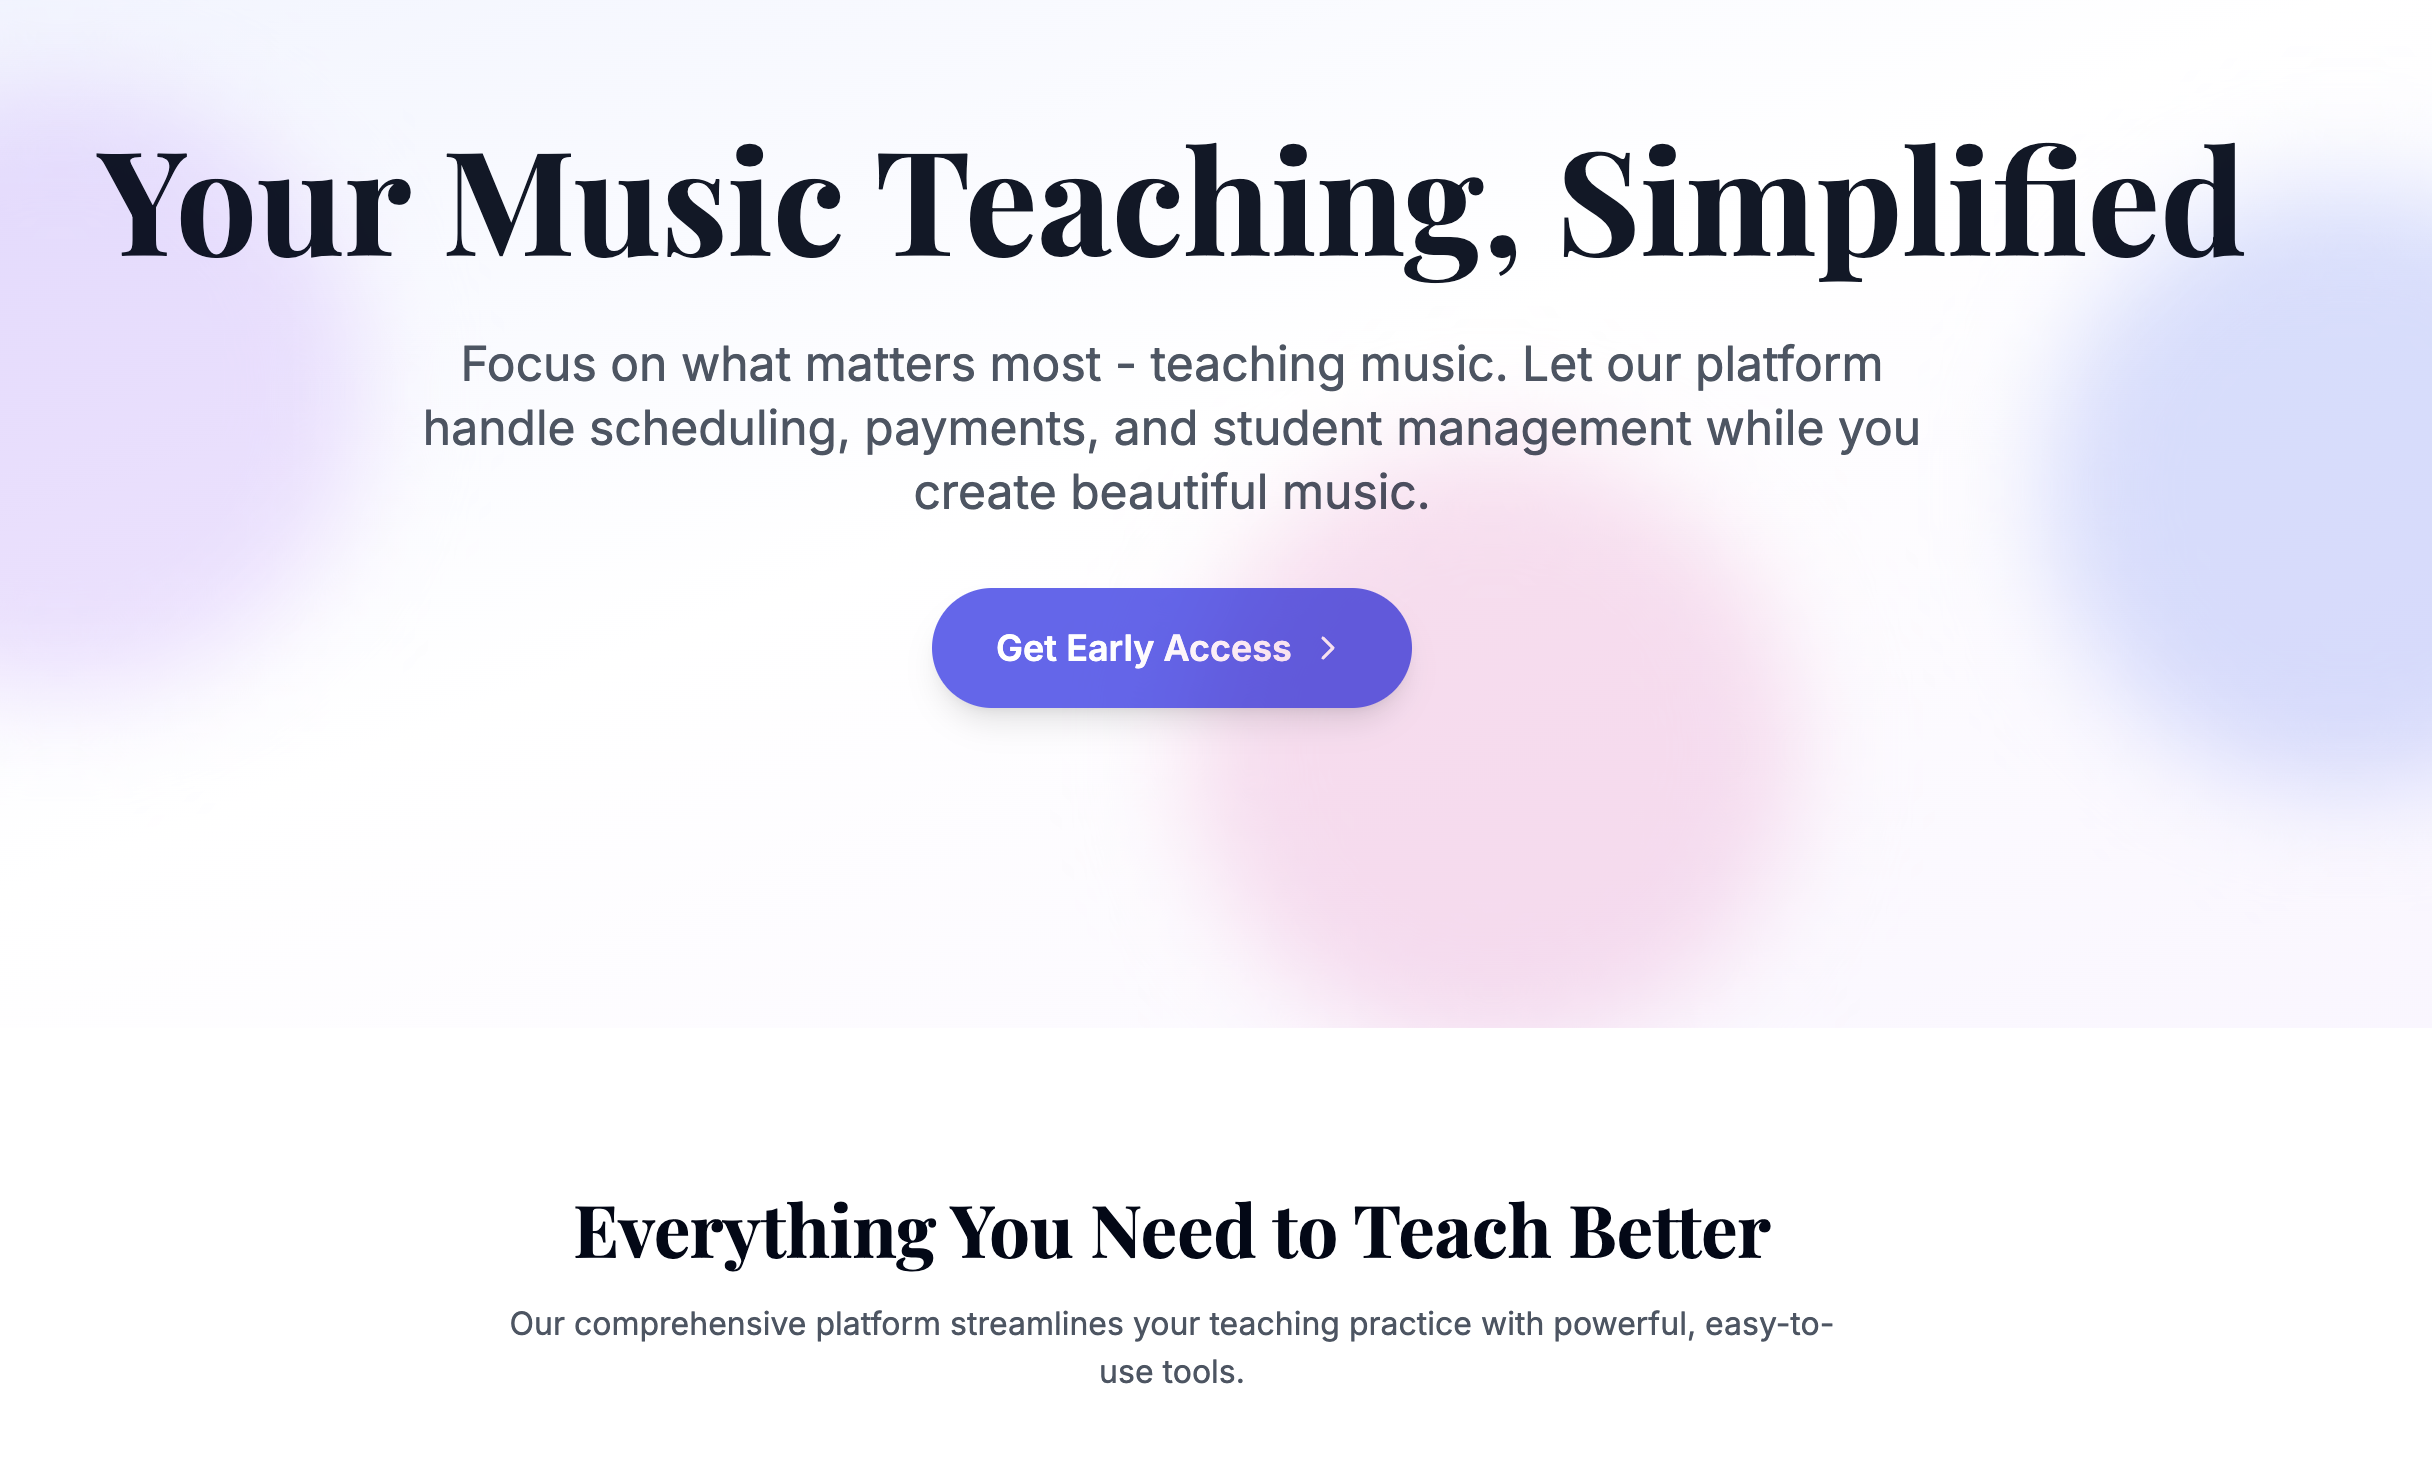 Your Music Teaching, Simplified
Focus on what matters most - teaching music. Let our platform
handle scheduling, payments, and student management while you
create beautiful music.
Get Early Access
Everything You Need to Teach Better
Our comprehensive platform streamlines your teaching practice with powerful, easy-to-
use tools.